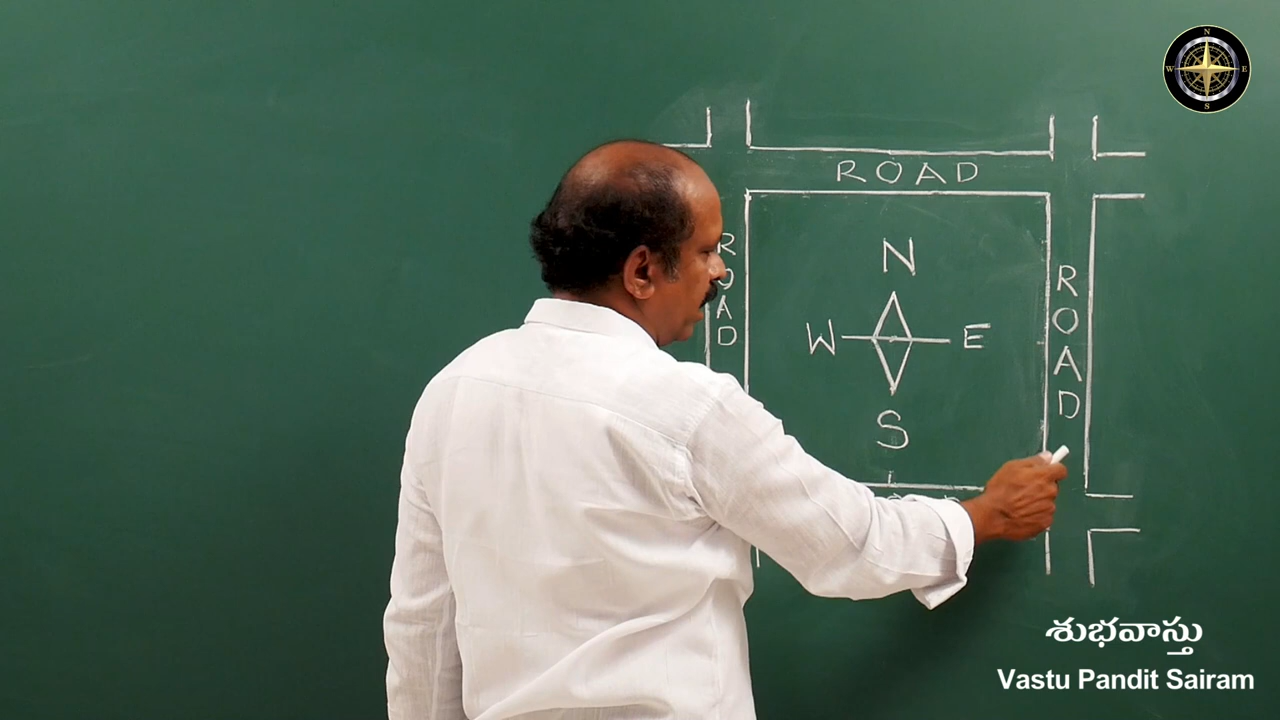 N
W E
S
ROAD
ROAD
N
W E
S
ROAD
శుభవాస్తు
Vastu Pandit Sairam